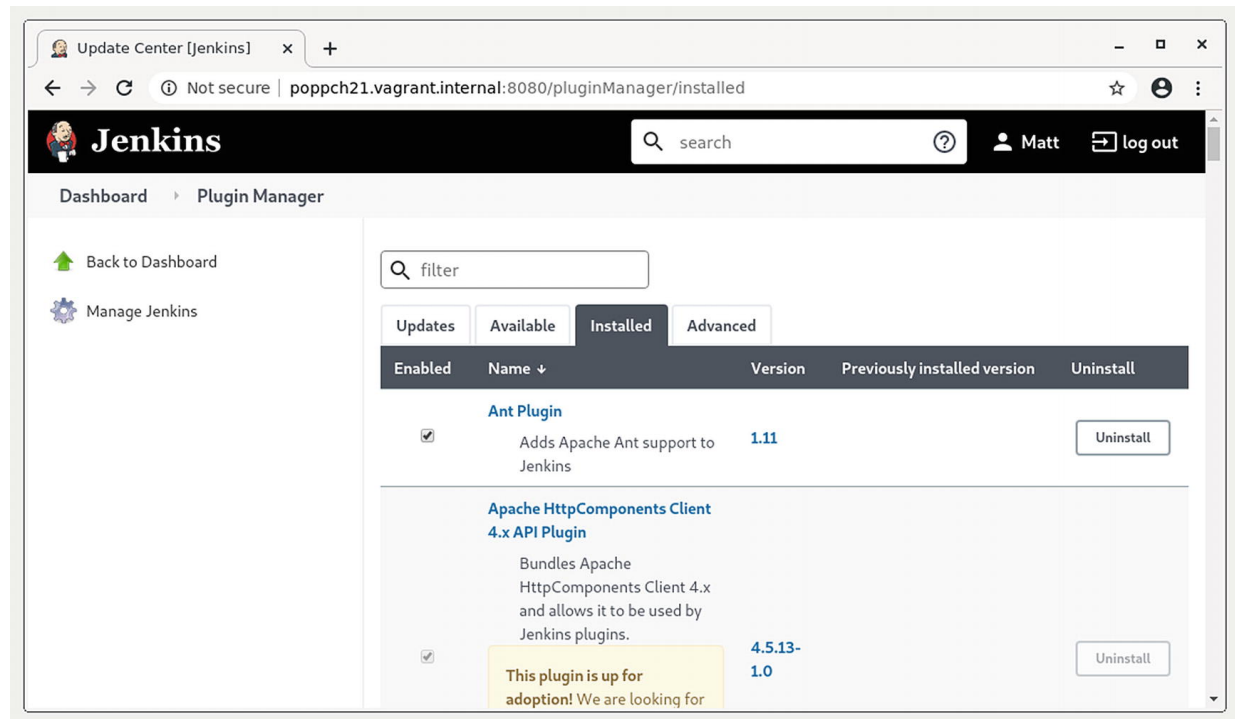 Update Center [Jenkins]
Not secure poppch21.vagrant.internal:8080/pluginManager/installed
Jenkins
search
Matt
log out
Dashboard
Plugin Manager
Back to Dashboard
Manage Jenkins
filter
Updates
Available
Installed
Advanced
Enabled
Name ↓
Version
Previously installed version
Uninstall
Ant Plugin
Adds Apache Ant support to
Jenkins
1.11
Uninstall
Apache HttpComponents Client
4.x API Plugin
Bundles Apache
HttpComponents Client 4.x
and allows it to be used by
Jenkins plugins.
This plugin is up for
adoption! We are looking for
4.5.13-
1.0
Uninstall